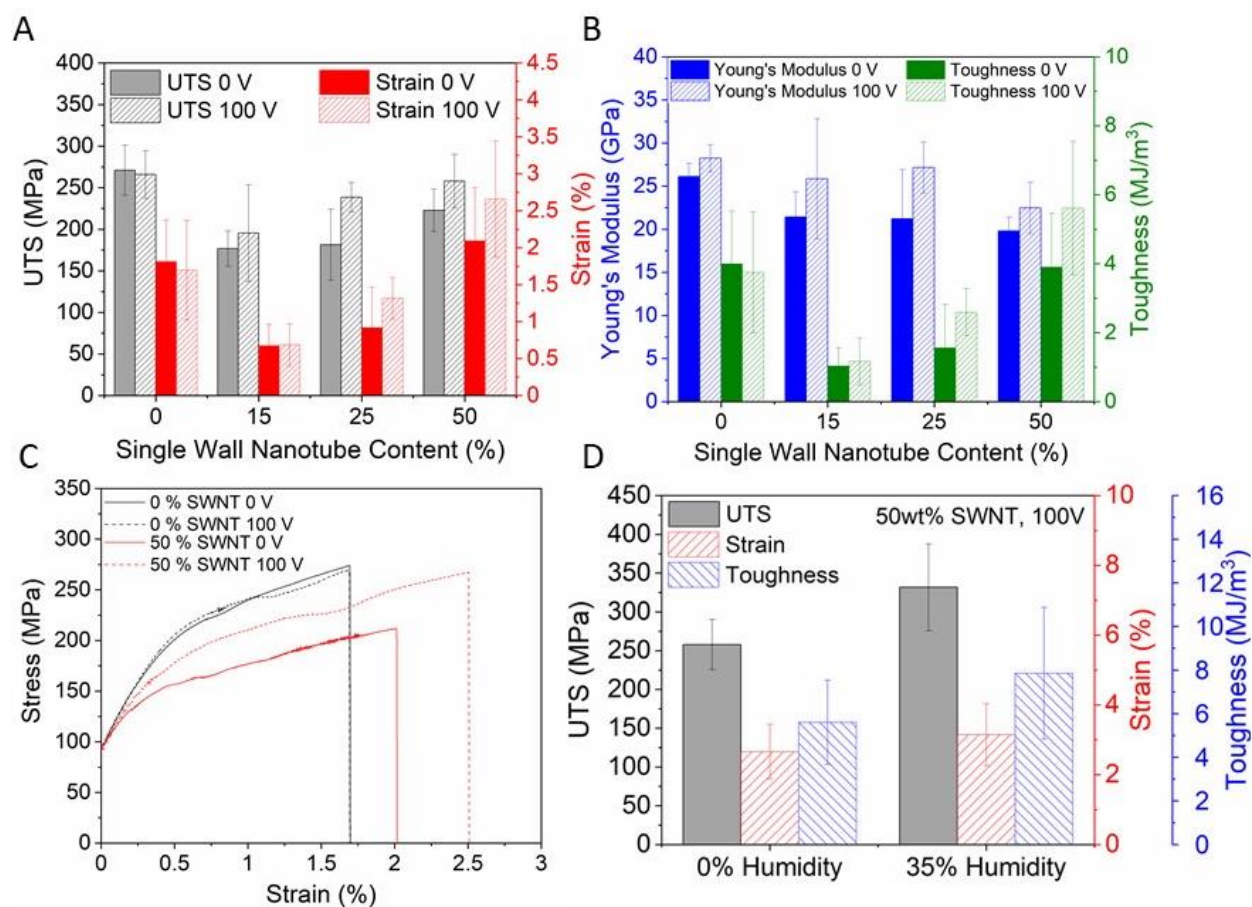 A
UTS (MPa)
400
350
300
250
200
150
100
50
0
UTS 0 V
UTS 100 V
Strain 0 V
Strain 100 V
4.5
4
3.5
3
2.5
2
1.5
1
0.5
0
Strain (%)
0 15 25 50
Single Wall Nanotube Content (%)
B
Young's Modulus (GPa)
40
35
30
25
20
15
10
5
0
Young's Modulus 0 V
Young's Modulus 100 V
Toughness 0 V
Toughness 100 V
10
8
6
4
2
0
Toughness (MJ/m³)
0 15 25 50
Single Wall Nanotube Content (%)
C
Stress (MPa)
350
300
250
200
150
100
50
0
0 % SWNT 0 V
0 % SWNT 100 V
50 % SWNT 0 V
50 % SWNT 100 V
0 0.5 1 1.5 2 2.5 3
Strain (%)
D
UTS (MPa)
450
400
350
300
250
200
150
100
50
0
UTS
Strain
Toughness
50wt% SWNT, 100V
10
8
6
4
2
0
Strain (%)
16
14
12
10
8
6
4
2
0
Toughness (MJ/m³)
0% Humidity 35% Humidity